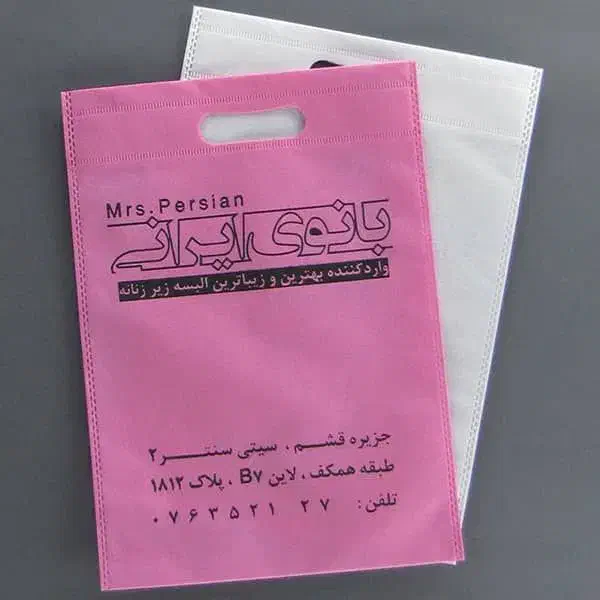 Mrs. Persian
بانوی ایرانی
واردکننده بهترین و زیباترین البسه زیر زنانه
جزیره قشم ، سیتی سنتر ۲
طبقه همکف ، لاین B۷ ، پلاک ۱۸۱۲
تلفن : ۰۷۶۳۵۲۱ ۲۷